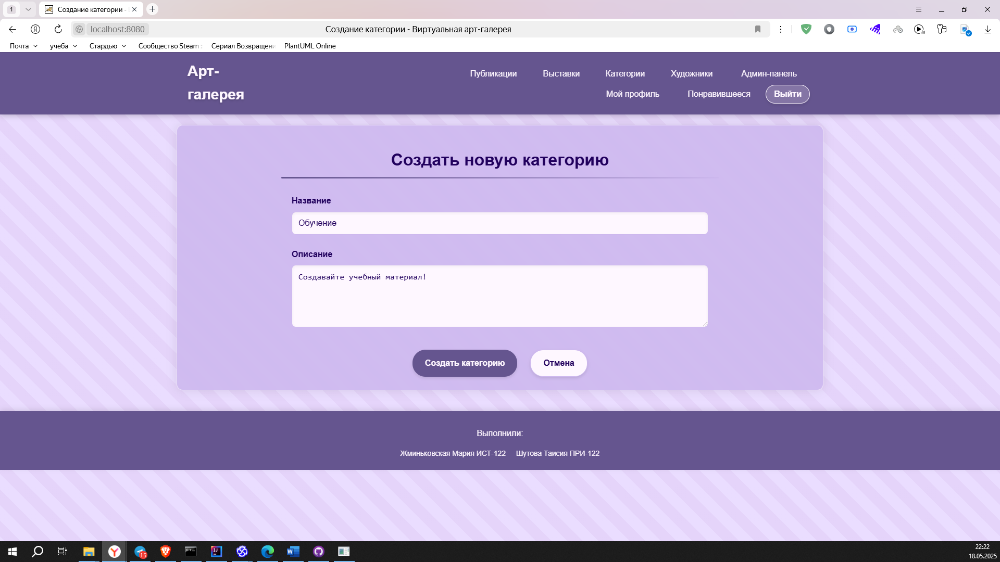 1
Создание категории -
localhost:8080
Создание категории - Виртуальная арт-галерея
Почта
учеба
Стардью
Сообщество Steam
Сериал Возвращени
PlantUML Online
Арт-
галерея
Публикации
Выставки
Категории
Художники
Админ-панель
Мой профиль
Понравившееся
Выйти
Создать новую категорию
Название
Обучение
Описание
Создавайте учебный материал!
Создать категорию
Отмена
Выполнили:
Жминьковская Мария ИСТ-122 Шутова Таисия ПРИ-122
16
22:22
18.05.2025